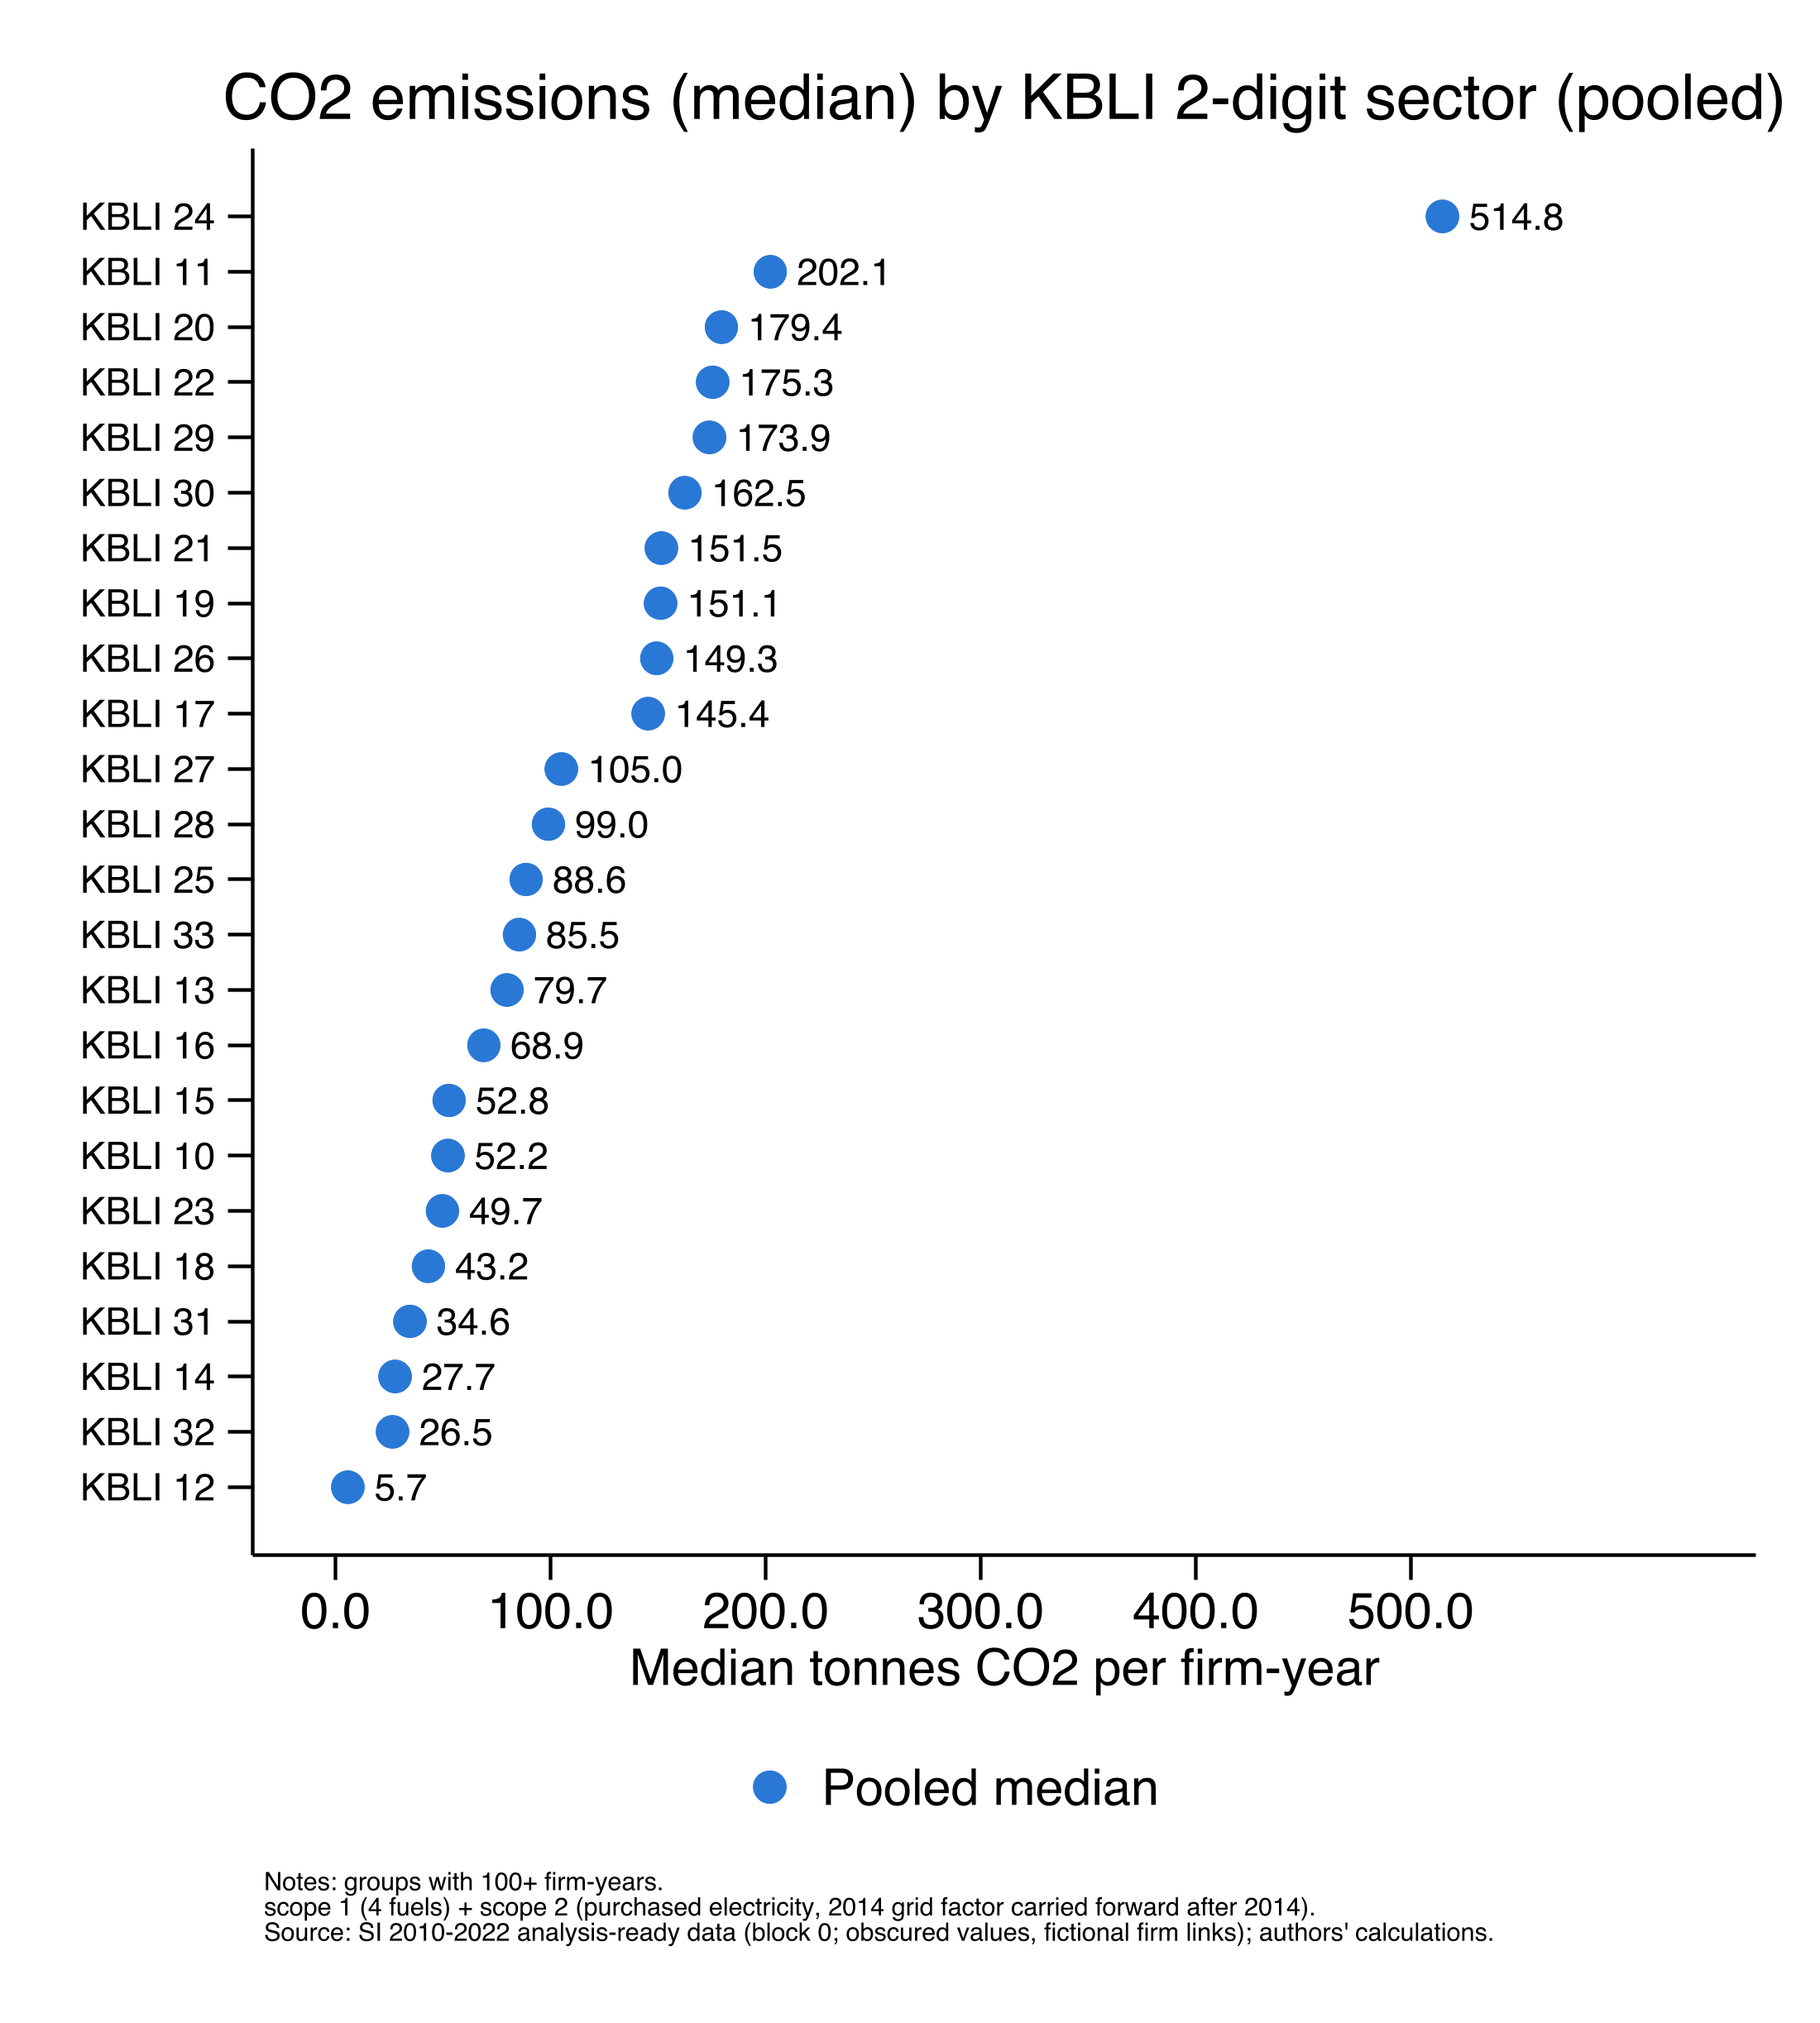 CO2 emissions (median) by KBLI 2-digit sector (pooled)
KBLI 24 514.8
KBLI 11 202.1
KBLI 20 179.4
KBLI 22 175.3
KBLI 29 173.9
KBLI 30 162.5
KBLI 21 151.5
KBLI 19 151.1
KBLI 26 149.3
KBLI 17 145.4
KBLI 27 105.0
KBLI 28 99.0
KBLI 25 88.6
KBLI 33 85.5
KBLI 13 79.7
KBLI 16 68.9
KBLI 15 52.8
KBLI 10 52.2
KBLI 23 49.7
KBLI 18 43.2
KBLI 31 34.6
KBLI 14 27.7
KBLI 32 26.5
KBLI 12 5.7
0.0 100.0 200.0 300.0 400.0 500.0
Median tonnes CO2 per firm-year
Pooled median
Notes: groups with 100+ firm-years.
scope 1 (4 fuels) + scope 2 (purchased electricity, 2014 grid factor carried forward after 2014).
Source: SI 2010-2022 analysis-ready data (block 0; obscured values, fictional firm links); authors' calculations.